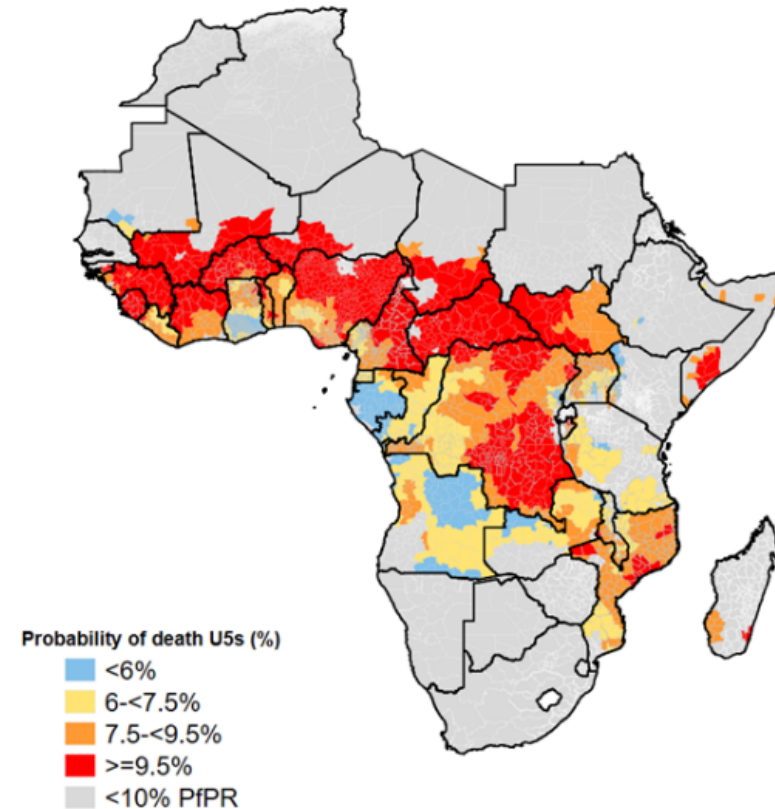 Probability of death U5s (%)
<6%
6-<7.5%
7.5-<9.5%
>=9.5%
<10% PfPR